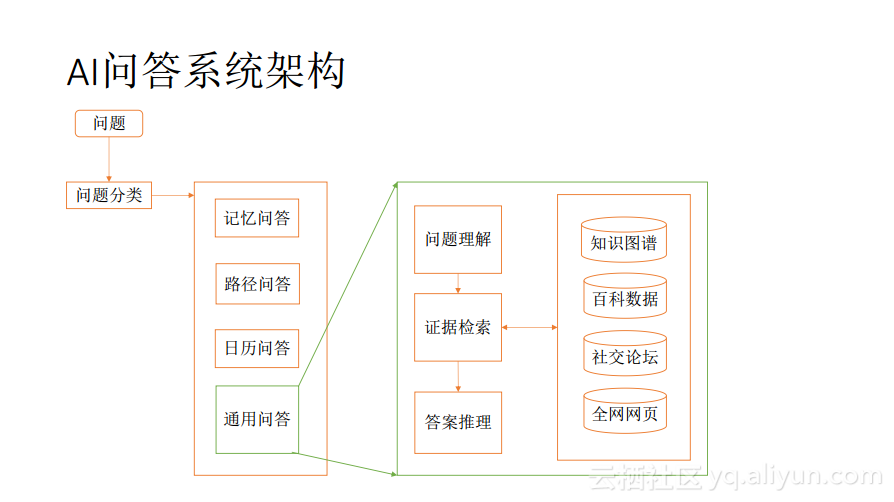 AI问答系统架构
问题
问题分类
记忆问答
路径问答
日历问答
通用问答
问题理解
证据检索
答案推理
知识图谱
百科数据
社交论坛
全网网页
云栖社区 yq.aliyun.com